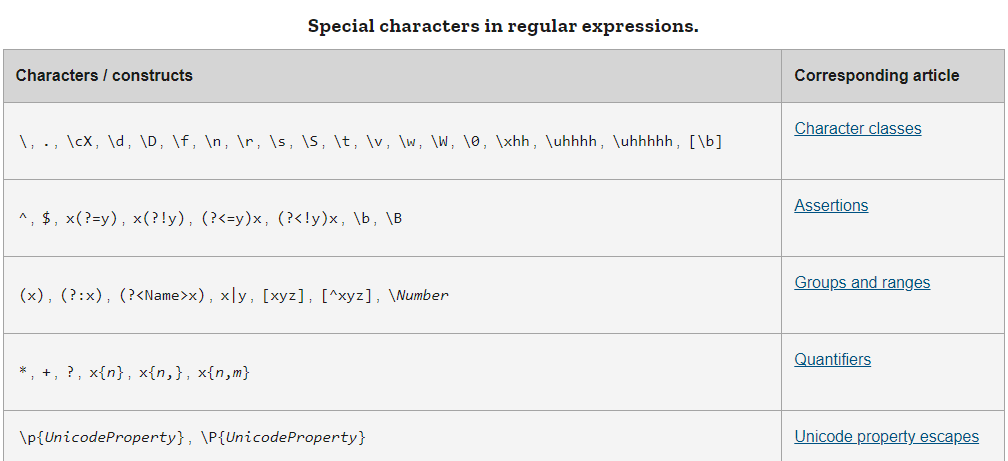 Special characters in regular expressions.
Characters / constructs Corresponding article
\, ., \cX, \d, \D, \f, \n, \r, \s, \S, \t, \v, \w, \W, \0, \xhh, \uhhhh, \uhhhhh, [\b] Character classes
^, $, x(?=y), x(?!y), (?<=y)x, (?<!y)x, \b, \B Assertions
(x), (?:x), (?<Name>x), x|y, [xyz], [^xyz], \Number Groups and ranges
*, +, ?, x{n}, x{n,}, x{n,m} Quantifiers
\p{UnicodeProperty}, \P{UnicodeProperty} Unicode property escapes